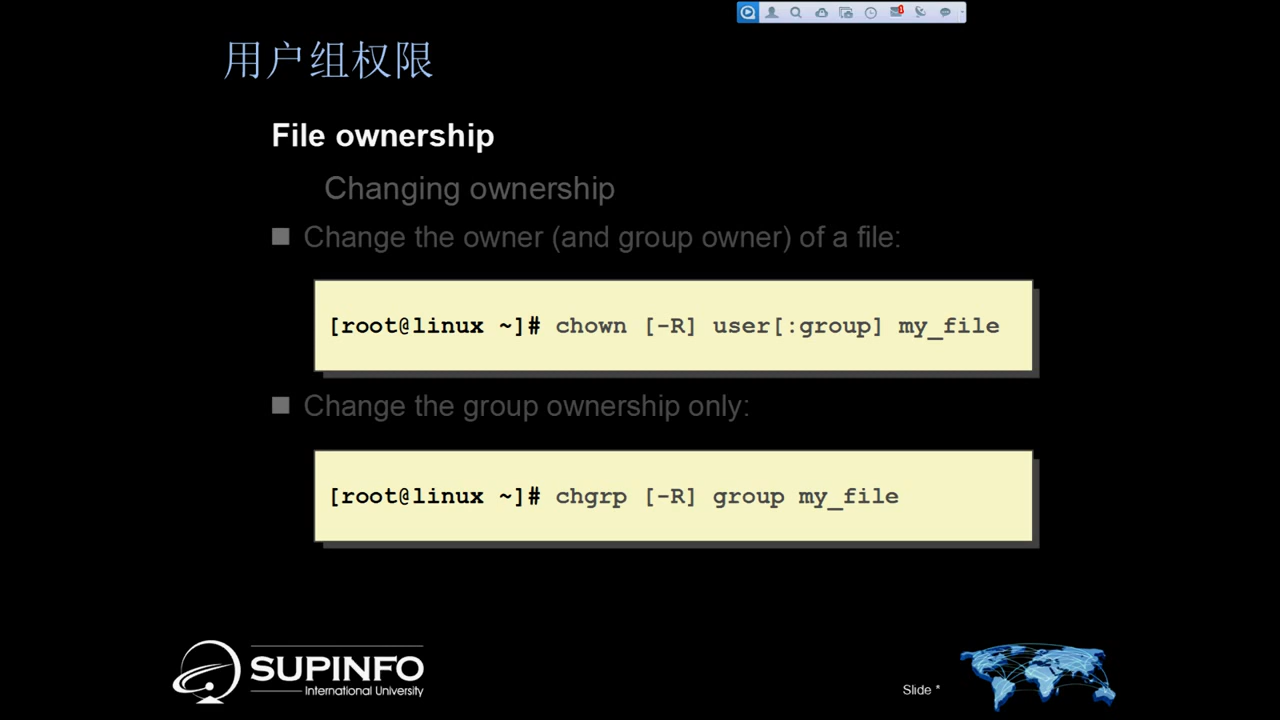 1
用户组权限
File ownership
Changing ownership
Change the owner (and group owner) of a file:
[root@linux ~]# chown [-R] user[:group] my_file
Change the group ownership only:
[root@linux ~]# chgrp [-R] group my_file
SUPINFO
International University
Slide *